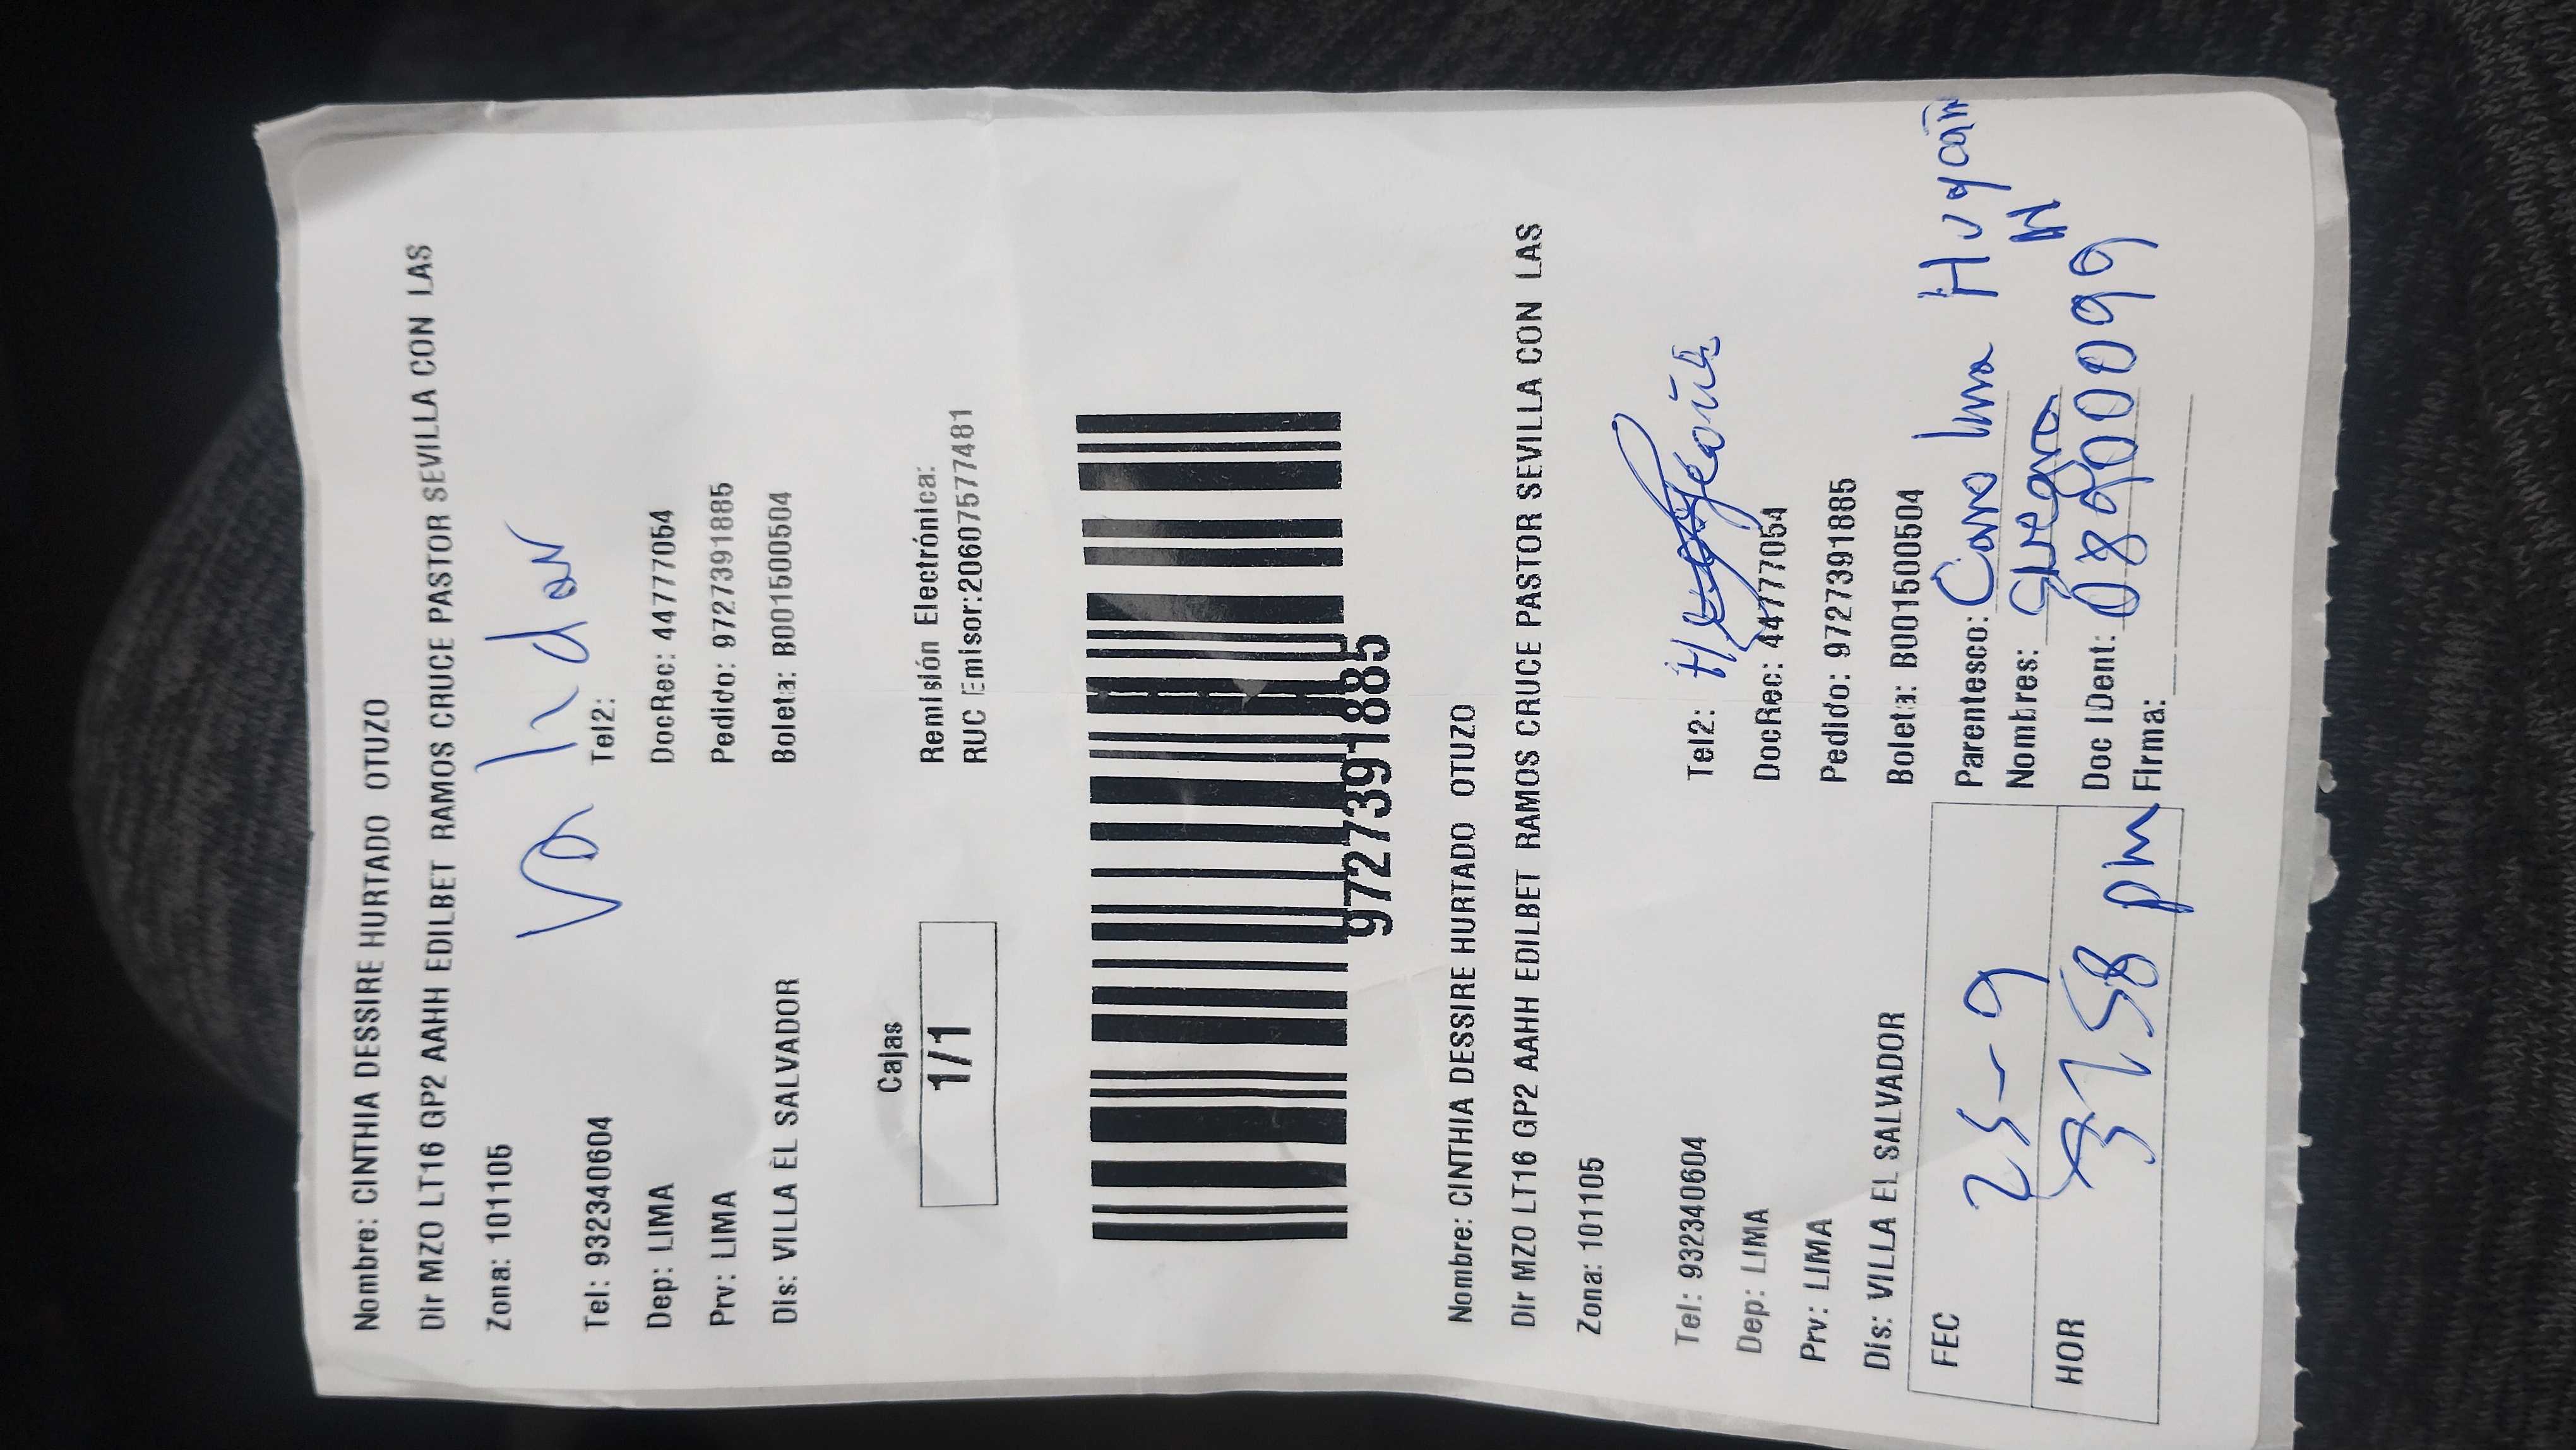 Nombre: CINTHIA DESSIRE HURTADO OTUZO
Dir MZO LT16 GP2 AAHH EDILBET RAMOS CRUCE PASTOR SEVILLA CON LAS
Zona: 101105
Tel: 932340604 Tel2:
Dep: LIMA DocRec: 44777054
Prv: LIMA Pedido: 972739188​5
Dis: VILLA EL SALVADOR Boleta: B001500504
Cajas
1/1
Remisión Electrónica:
RUC Emisor:20607577481
9727391885
Nombre: CINTHIA DESSIRE HURTADO OTUZO
Dir MZO LT16 GP2 AAHH EDILBET RAMOS CRUCE PASTOR SEVILLA CON LAS
Zona: 101105
Tel: 932340604 Tel2:
Dep: LIMA DocRec: 44777054
Prv: LIMA Pedido: 9727391885
Dis: VILLA EL SALVADOR Boleta: B001500504
FEC 25-9 Parentesco:
Nombres: Suegra
HOR 3:58 pm Doc IDent: 08900099
Firma: